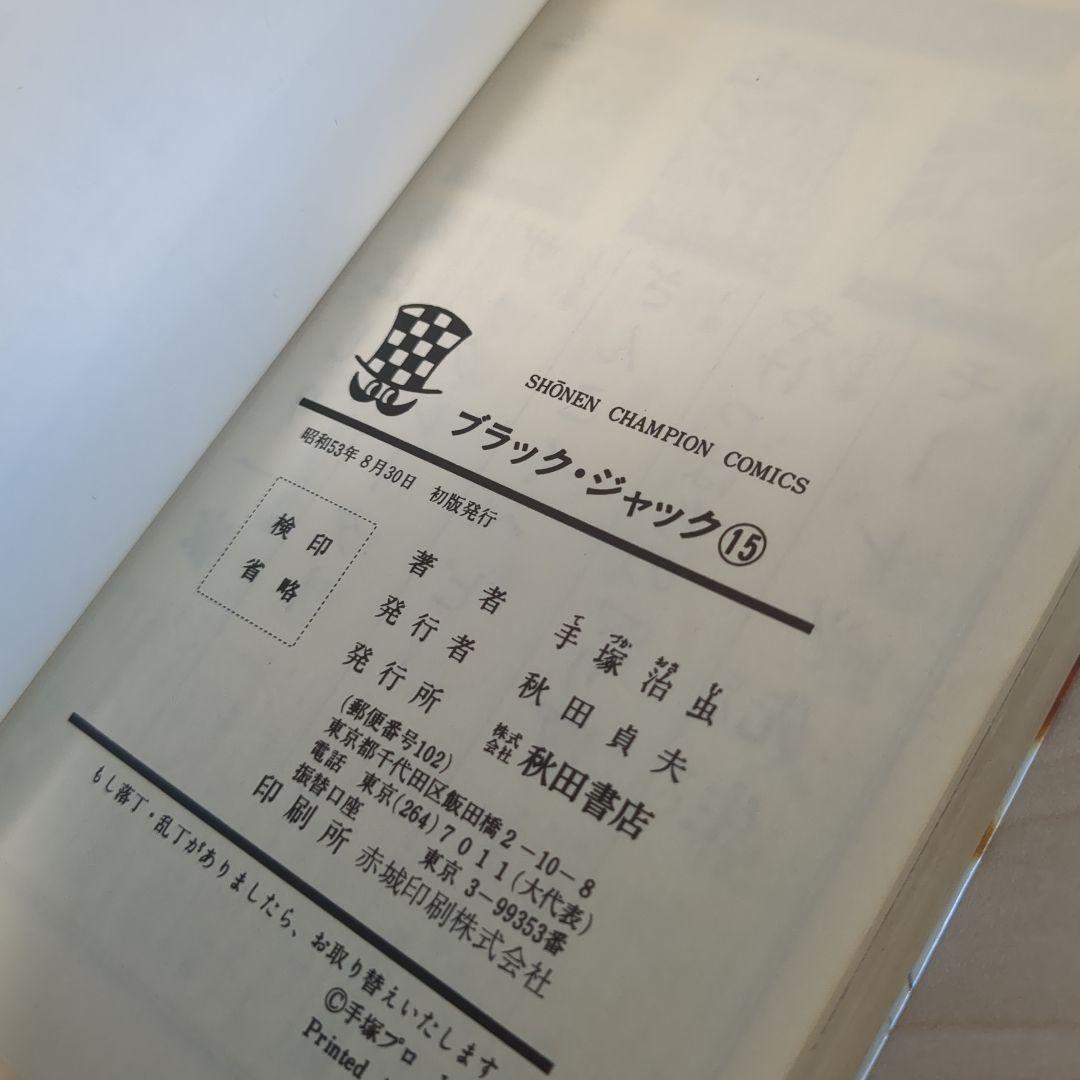 SHŌNEN CHAMPION COMICS
ブラック・ジャック⑮
昭和53年8月30日 初版発行
検印
省略
著者 手塚治虫
て づか おさ む
発行者 秋田貞夫
発行所 株式会社 秋田書店
(郵便番号102)
東京都千代田区飯田橋2-10-8
電話 東京(264)7011(大代表)
振替口座 東京 3-99353番
印刷所 赤城印刷株式会社
もし落丁・乱丁がありましたら、お取り替えいたします
©手塚プロ
Printed